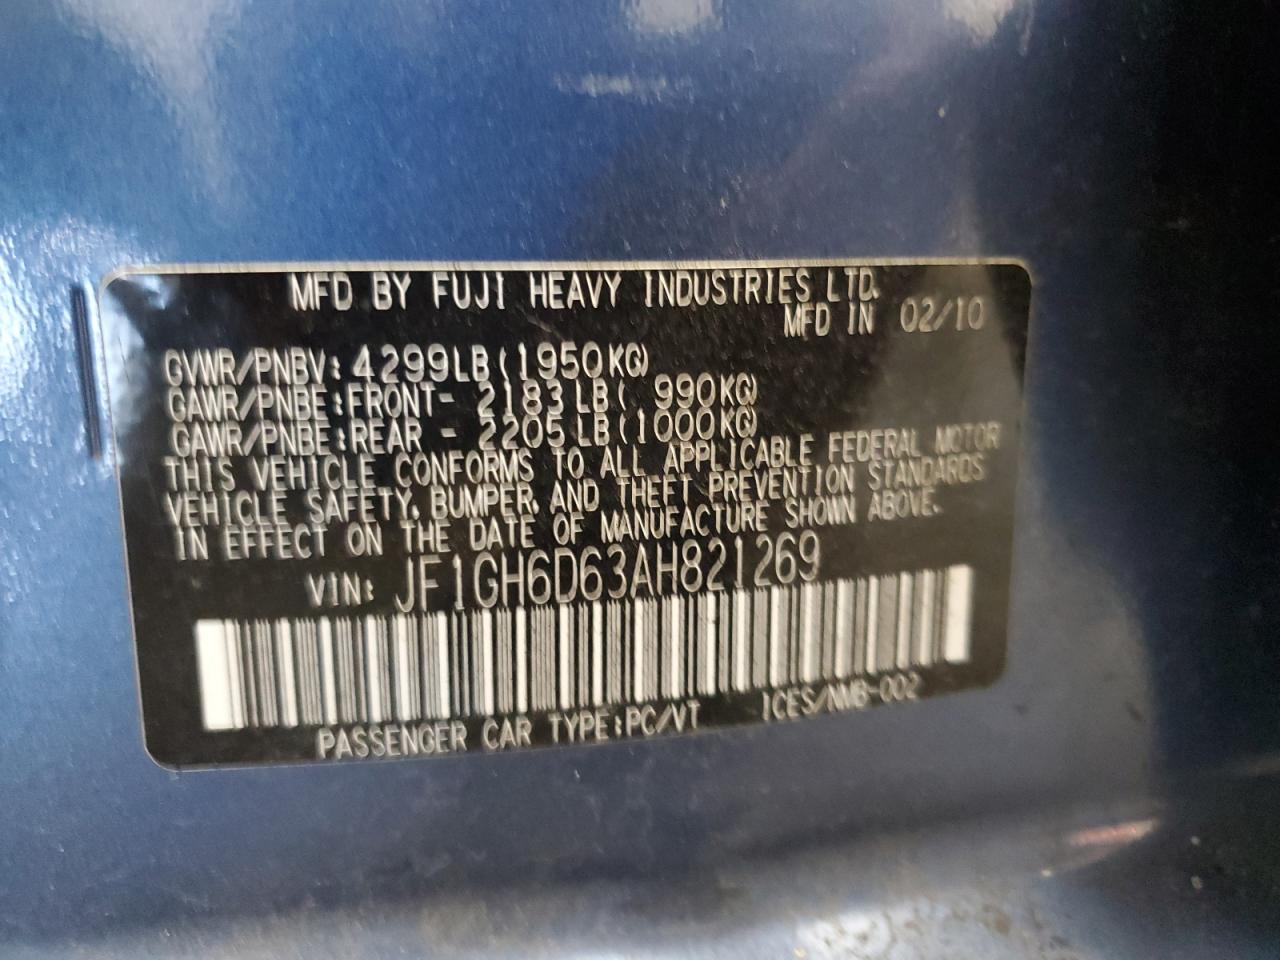 MFD BY FUJI HEAVY INDUSTRIES LTD.
MFD IN 02/10
GVWR/PNBV:4299LB(1950KG)
GAWR/PNBE:FRONT- 2183LB( 990KG)
GAWR/PNBE:REAR - 2205LB(1000KG)
THIS VEHICLE CONFORMS TO ALL APPLICABLE FEDERAL MOTOR
VEHICLE SAFETY, BUMPER, AND THEFT PREVENTION STANDARDS
IN EFFECT ON THE DATE OF MANUFACTURE SHOWN ABOVE.
VIN: JF1GH6D63AH821269
PASSENGER CAR TYPE:PC/VT ICES/NMB-002